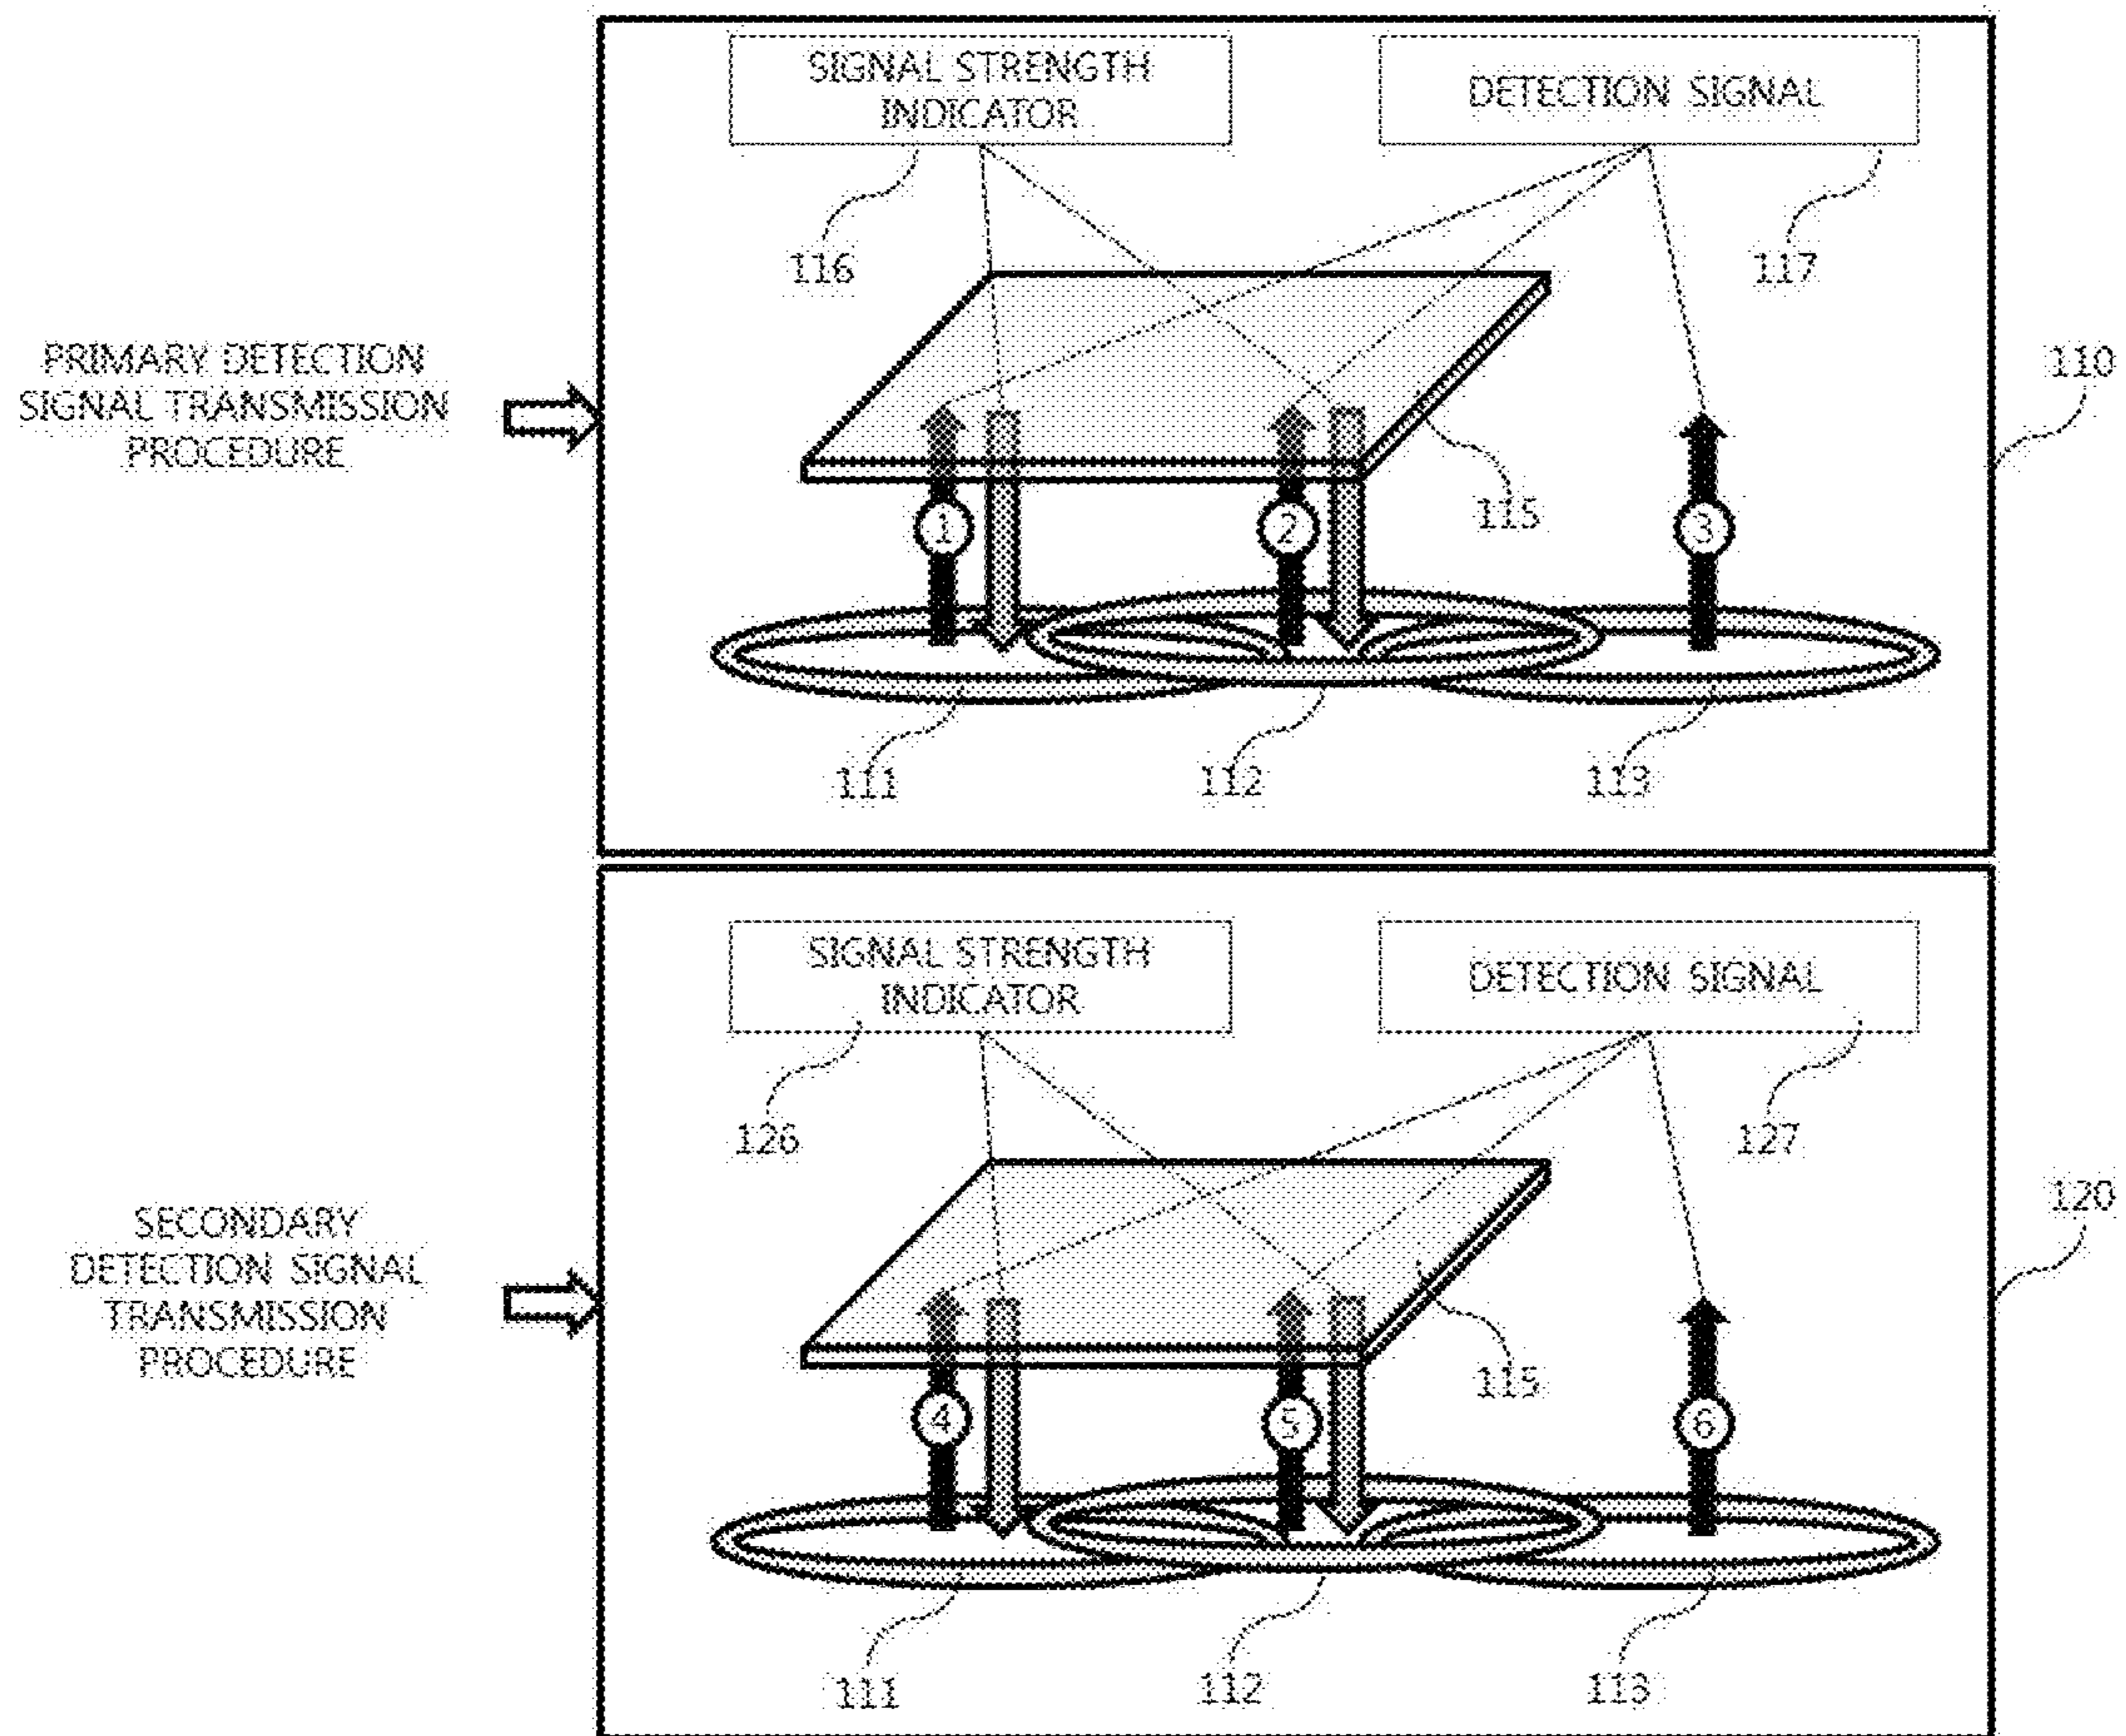 SIGNAL STRENGTH
INDICATOR
DETECTION SIGNAL
116
117
PRIMARY DETECTION
SIGNAL TRANSMISSION
PROCEDURE
110
115
1
2
3
111
112
113
SIGNAL STRENGTH
INDICATOR
DETECTION SIGNAL
126
127
SECONDARY
DETECTION SIGNAL
TRANSMISSION
PROCEDURE
120
115
4
5
6
111
112
113